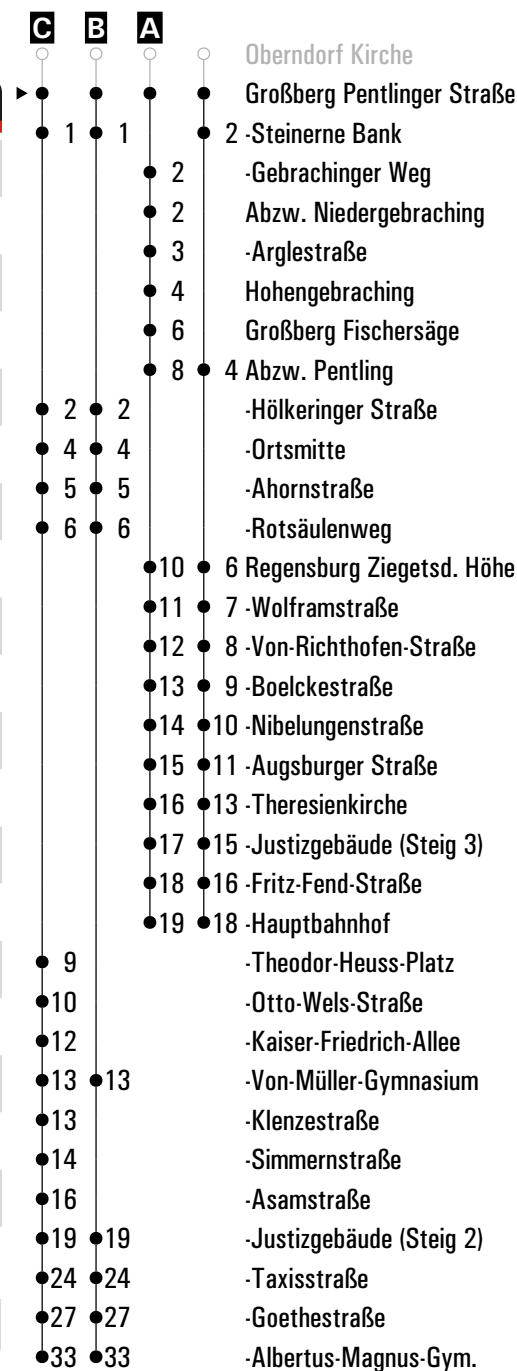 C B A
Oberndorf Kirche
Großberg Pentlinger Straße
1 1 2 -Steinerne Bank
2 -Gebrachinger Weg
2 Abzw. Niedergebraching
3 -Arglestraße
4 Hohengebraching
6 Großberg Fischersäge
8 4 Abzw. Pentling
2 2 -Hölkeringer Straße
4 4 -Ortsmitte
5 5 -Ahornstraße
6 6 -Rotsäulenweg
10 6 Regensburg Ziegetsd. Höhe
11 7 -Wolframstraße
12 8 -Von-Richthofen-Straße
13 9 -Boelckestraße
14 10 -Nibelungenstraße
15 11 -Augsburger Straße
16 13 -Theresienkirche
17 15 -Justizgebäude (Steig 3)
18 16 -Fritz-Fend-Straße
19 18 -Hauptbahnhof
9 -Theodor-Heuss-Platz
10 -Otto-Wels-Straße
12 -Kaiser-Friedrich-Allee
13 13 -Von-Müller-Gymnasium
13 -Klenzestraße
14 -Simmernstraße
16 -Asamstraße
19 19 -Justizgebäude (Steig 2)
24 24 -Taxisstraße
27 27 -Goethestraße
33 33 -Albertus-Magnus-Gym.